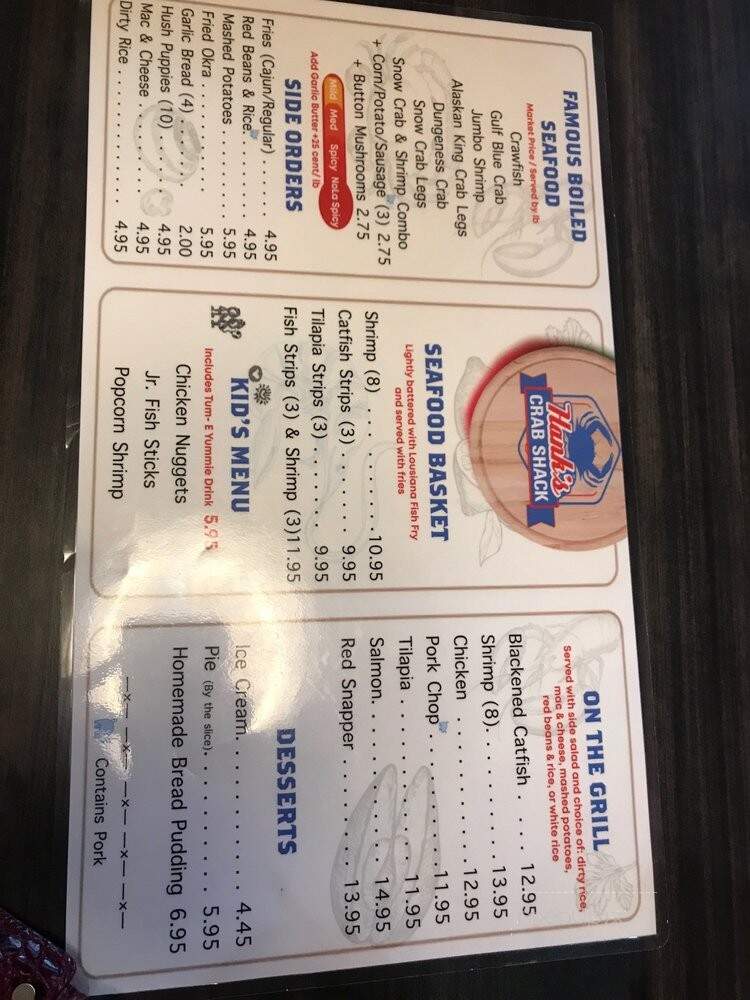 FAMOUS BOILED
SEAFOOD
Market Price / Served by lb
Crawfish
Gulf Blue Crab
Jumbo Shrimp
Alaskan King Crab Legs
Dungeness Crab
Snow Crab Legs
Snow Crab & Shrimp Combo
+ Corn/Potato/Sausage (3) 2.75
+ Button Mushrooms 2.75
Mild Med Spicy NoLa Spicy
Add Garlic Butter +25 cent/ lb
SIDE ORDERS
Fries (Cajun/Regular) . . . . . 4.95
Red Beans & Rice . . . . . . . . 4.95
Mashed Potatoes . . . . . . . . 5.95
Fried Okra . . . . . . . . . . 5.95
Garlic Bread (4) . . . . . . . . 2.00
Hush Puppies (10) . . . . . . . 4.95
Mac & Cheese . . . . . . . . . 4.95
Dirty Rice . . . . . . . . . . . 4.95
Hank's
CRAB SHACK
SEAFOOD BASKET
Lightly battered with Lousiana Fish Fry
and served with fries
Shrimp (8) . . . . . . . . . . 10.95
Catfish Strips (3) . . . . . . . 9.95
Tilapia Strips (3) . . . . . . . 9.95
Fish Strips (3) & Shrimp (3)11.95
KID'S MENU
Includes Tum- E Yummie Drink 5.95
Chicken Nuggets
Jr. Fish Sticks
Popcorn Shrimp
ON THE GRILL
Served with side salad and choice of: dirty rice,
mac & cheese, mashed potatoes,
red beans & rice, or white rice
Blackened Catfish . . . . 12.95
Shrimp (8). . . . . . . . . . 13.95
Chicken . . . . . . . . . . . 12.95
Pork Chop . . . . . . . . . .11.95
Tilapia . . . . . . . . . . . .11.95
Salmon. . . . . . . . . . . . 14.95
Red Snapper . . . . . . . . 13.95
DESSERTS
Ice Cream. . . . . . . . . . 4.45
Pie (By the slice). . . . . . . . . 5.95
Homemade Bread Pudding 6.95
—x— —x— —x— —x— —x—
Contains Pork